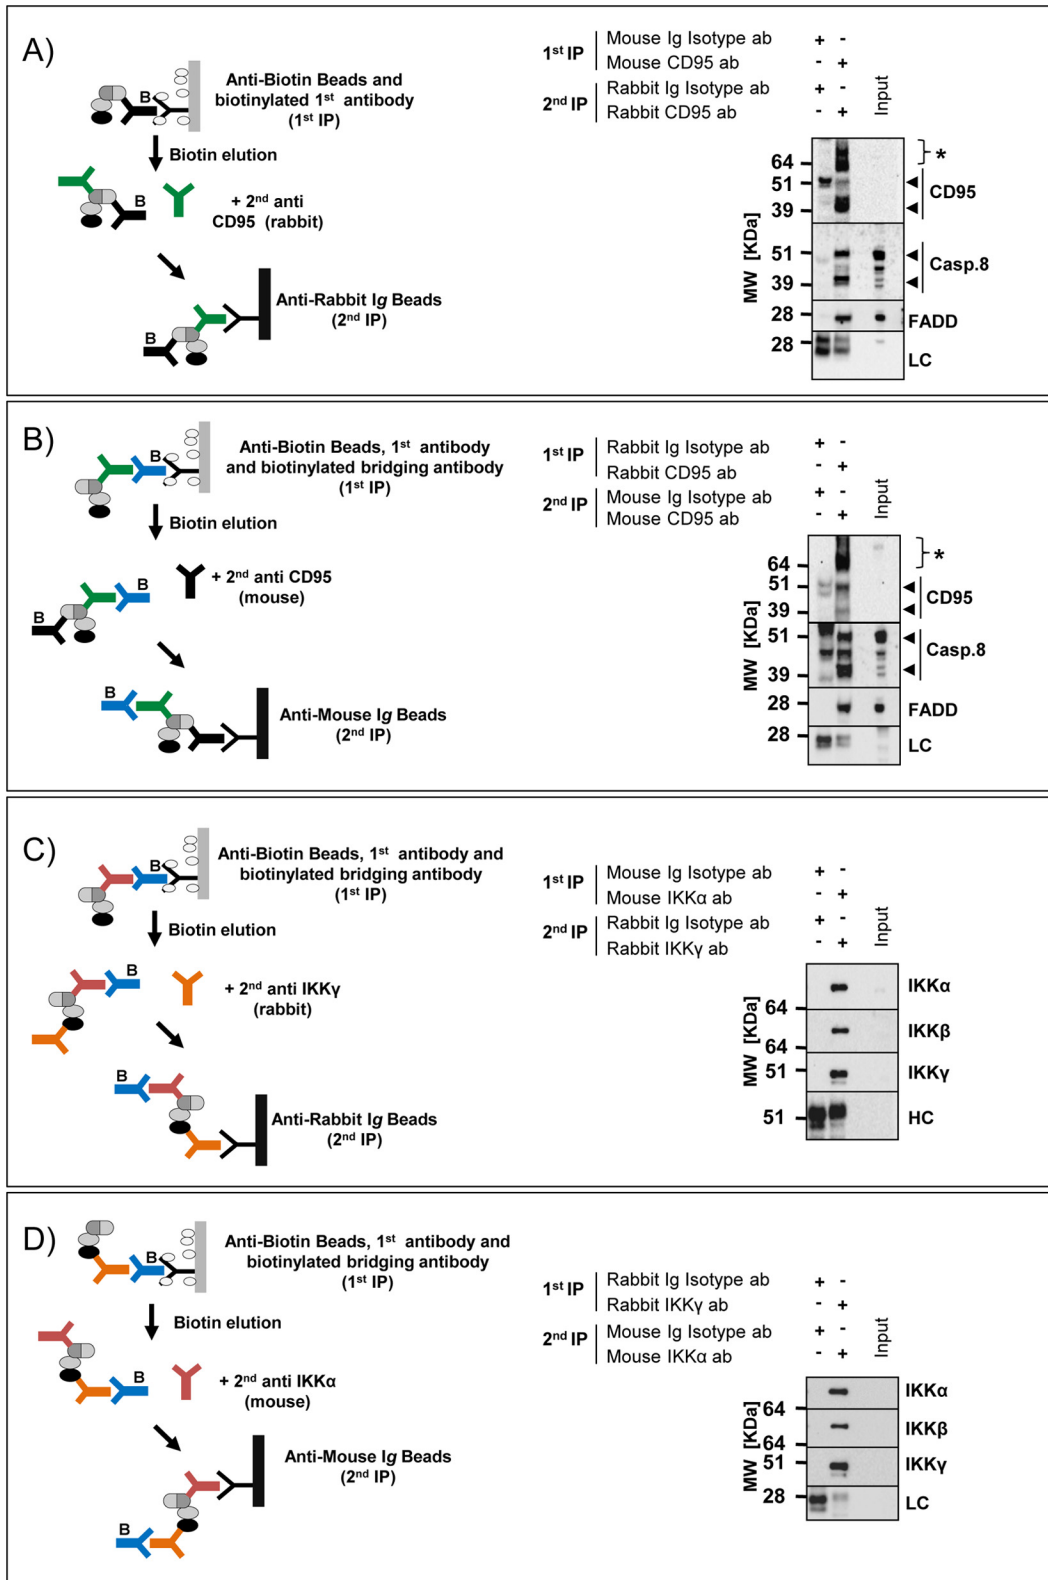 A)
B
Anti-Biotin Beads and
biotinylated 1st antibody
(1st IP)
Biotin elution
B
+ 2nd anti
CD95 (rabbit)
B
Anti-Rabbit Ig Beads
(2nd IP)
1st IP
Mouse Ig Isotype ab + -
Mouse CD95 ab - +
2nd IP
Rabbit Ig Isotype ab + -
Rabbit CD95 ab - +
Input
MW [KDa]
64
51
39
*
CD95
51
39
Casp.8
28
FADD
28
LC
B)
B
Anti-Biotin Beads, 1st antibody
and biotinylated bridging antibody
(1st IP)
Biotin elution
B
B
+ 2nd anti CD95
(mouse)
B
Anti-Mouse Ig Beads
(2nd IP)
1st IP
Rabbit Ig Isotype ab + -
Rabbit CD95 ab - +
2nd IP
Mouse Ig Isotype ab + -
Mouse CD95 ab - +
Input
MW [KDa]
64
51
39
*
CD95
51
39
Casp.8
28
FADD
28
LC
C)
B
Anti-Biotin Beads, 1st antibody and
biotinylated bridging antibody
(1st IP)
Biotin elution
B
+ 2nd anti IKKγ
(rabbit)
B
Anti-Rabbit Ig Beads
(2nd IP)
1st IP
Mouse Ig Isotype ab + -
Mouse IKKα ab - +
2nd IP
Rabbit Ig Isotype ab + -
Rabbit IKKγ ab - +
Input
MW [KDa]
IKKα
64
IKKβ
64
51
IKKγ
51
HC
D)
B
Anti-Biotin Beads, 1st antibody and
biotinylated bridging antibody
(1st IP)
Biotin elution
B
+ 2nd anti IKKα
(mouse)
Anti-Mouse Ig Beads
(2nd IP)
B
1st IP
Rabbit Ig Isotype ab + -
Rabbit IKKγ ab - +
2nd IP
Mouse Ig Isotype ab + -
Mouse IKKα ab - +
Input
MW [KDa]
IKKα
64
IKKβ
64
51
IKKγ
28
LC